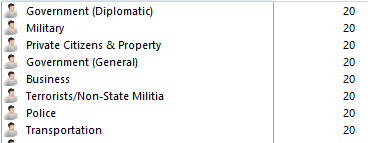 Government (Diplomatic) 20
Military 20
Private Citizens & Property 20
Government (General) 20
Business 20
Terrorists/Non-State Militia 20
Police 20
Transportation 20